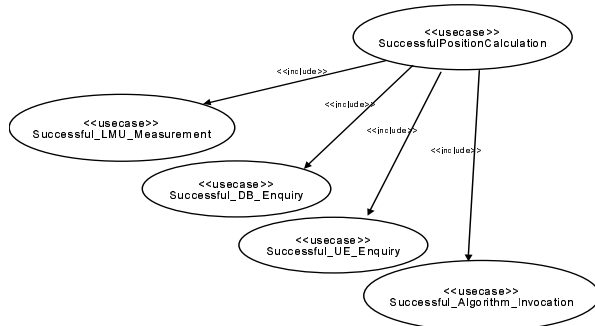 <<usecase>>
SuccessfulPositionCalculation
<<include>>
<<include>>
<<include>>
<<include>>
<<usecase>>
Successful_LMU_Measurement
<<usecase>>
Successful_DB_Enquiry
<<usecase>>
Successful_UE_Enquiry
<<usecase>>
Successful_Algorithm_Invocation